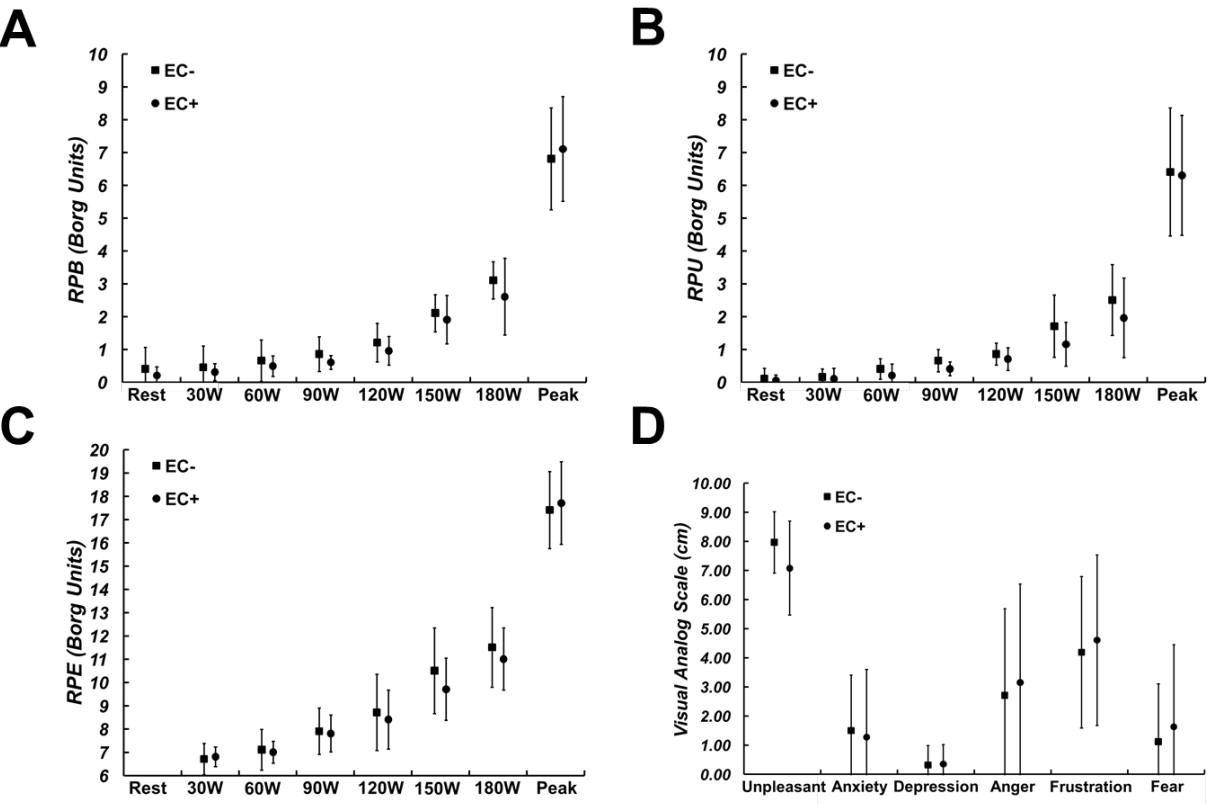 A
RPB (Borg Units)
10
9
8
7
6
5
4
3
2
1
0
EC-
EC+
Rest 30W 60W 90W 120W 150W 180W Peak
B
RPU (Borg Units)
10
9
8
7
6
5
4
3
2
1
0
EC-
EC+
Rest 30W 60W 90W 120W 150W 180W Peak
C
RPE (Borg Units)
20
19
18
17
16
15
14
13
12
11
10
9
8
7
6
EC-
EC+
Rest 30W 60W 90W 120W 150W 180W Peak
D
Visual Analog Scale (cm)
10.00
9.00
8.00
7.00
6.00
5.00
4.00
3.00
2.00
1.00
0.00
EC-
EC+
Unpleasant Anxiety Depression Anger Frustration Fear